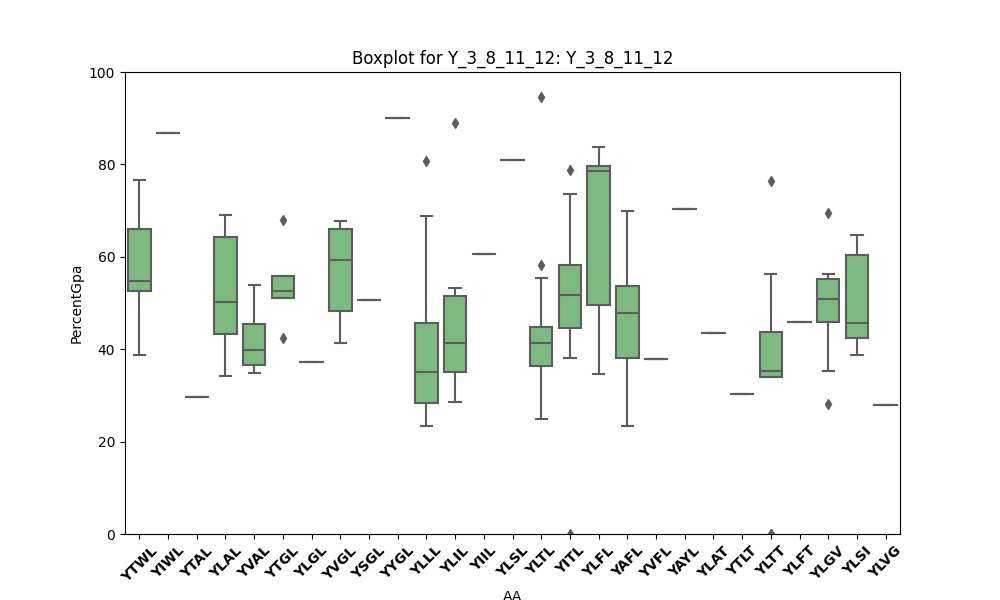 Boxplot for Y_3_8_11_12: Y_3_8_11_12
100
80
60
40
20
0
PercentGpa
YTWL YIWL YTAL YLAL YVAL YTGL YLGL YVGL YSGL YYGL YLLL YLIL YIIL YLSL YLTL YITL YLFL YAFL YVFL YAYL YLAT YTLT YLTT YLFT YLGV YLSI YLVG
AA